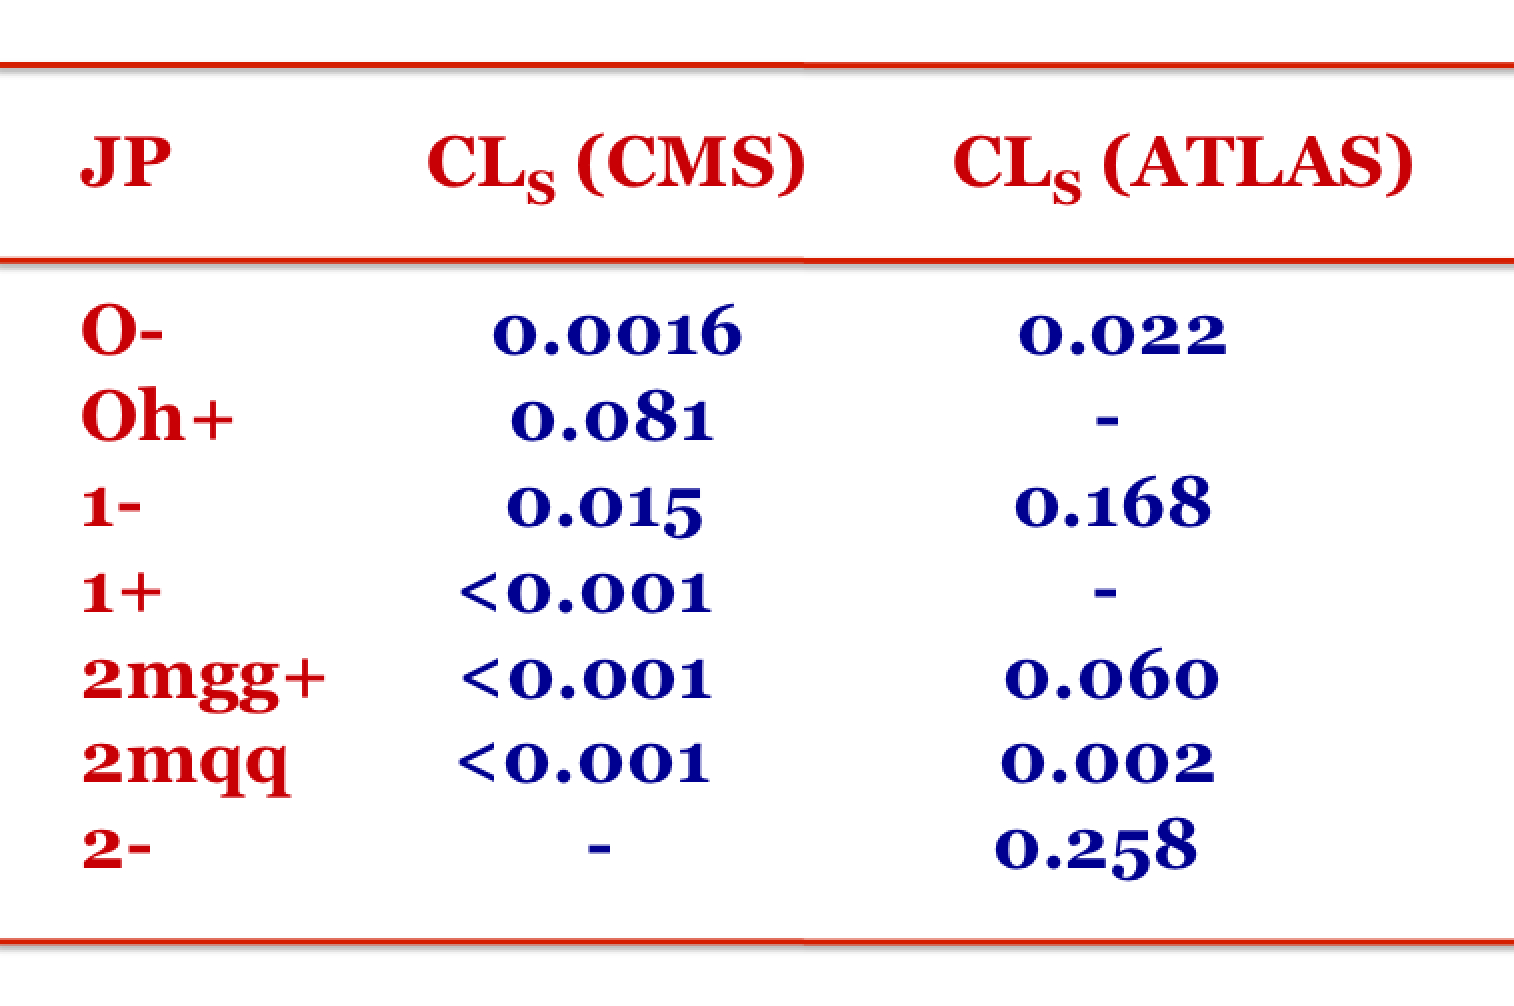 JP CLS (CMS) CLS (ATLAS)
O- 0.0016 0.022
Oh+ 0.081 -
1- 0.015 0.168
1+ <0.001 -
2mgg+ <0.001 0.060
2mqq <0.001 0.002
2- - 0.258